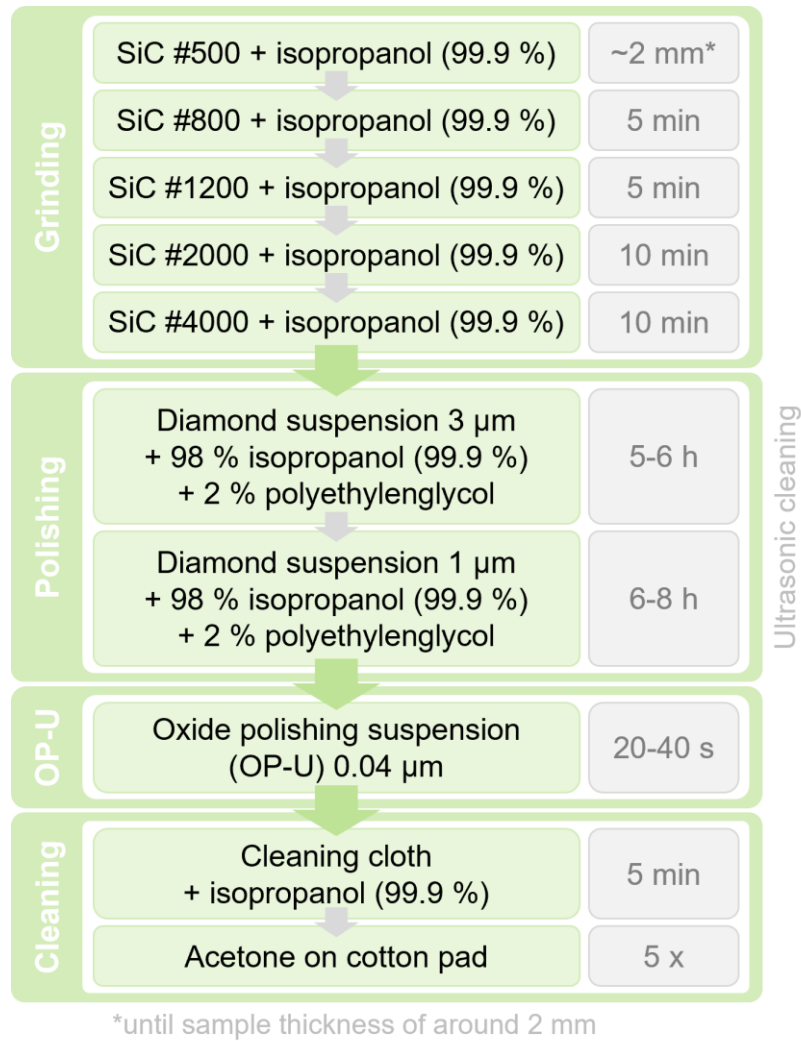 Grinding
SiC #500 + isopropanol (99.9 %)
~2 mm*
SiC #800 + isopropanol (99.9 %)
5 min
SiC #1200 + isopropanol (99.9 %)
5 min
SiC #2000 + isopropanol (99.9 %)
10 min
SiC #4000 + isopropanol (99.9 %)
10 min
Polishing
Diamond suspension 3 µm
+ 98 % isopropanol (99.9 %)
+ 2 % polyethylenglycol
5-6 h
Diamond suspension 1 µm
+ 98 % isopropanol (99.9 %)
+ 2 % polyethylenglycol
6-8 h
OP-U
Oxide polishing suspension
(OP-U) 0.04 µm
20-40 s
Cleaning
Cleaning cloth
+ isopropanol (99.9 %)
5 min
Acetone on cotton pad
5 x
Ultrasonic cleaning
*until sample thickness of around 2 mm